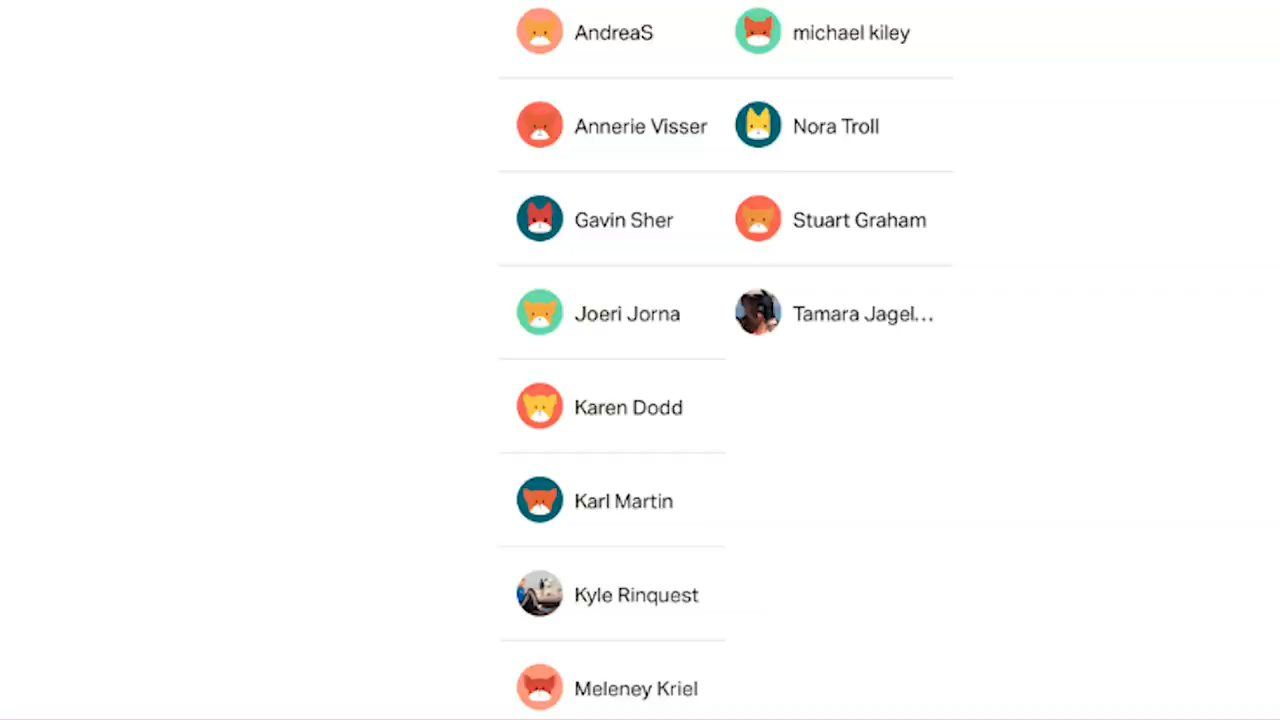 AndreaS
michael kiley
Annerie Visser
Nora Troll
Gavin Sher
Stuart Graham
Joeri Jorna
Tamara Jagel...
Karen Dodd
Karl Martin
Kyle Rinquest
Meleney Kriel